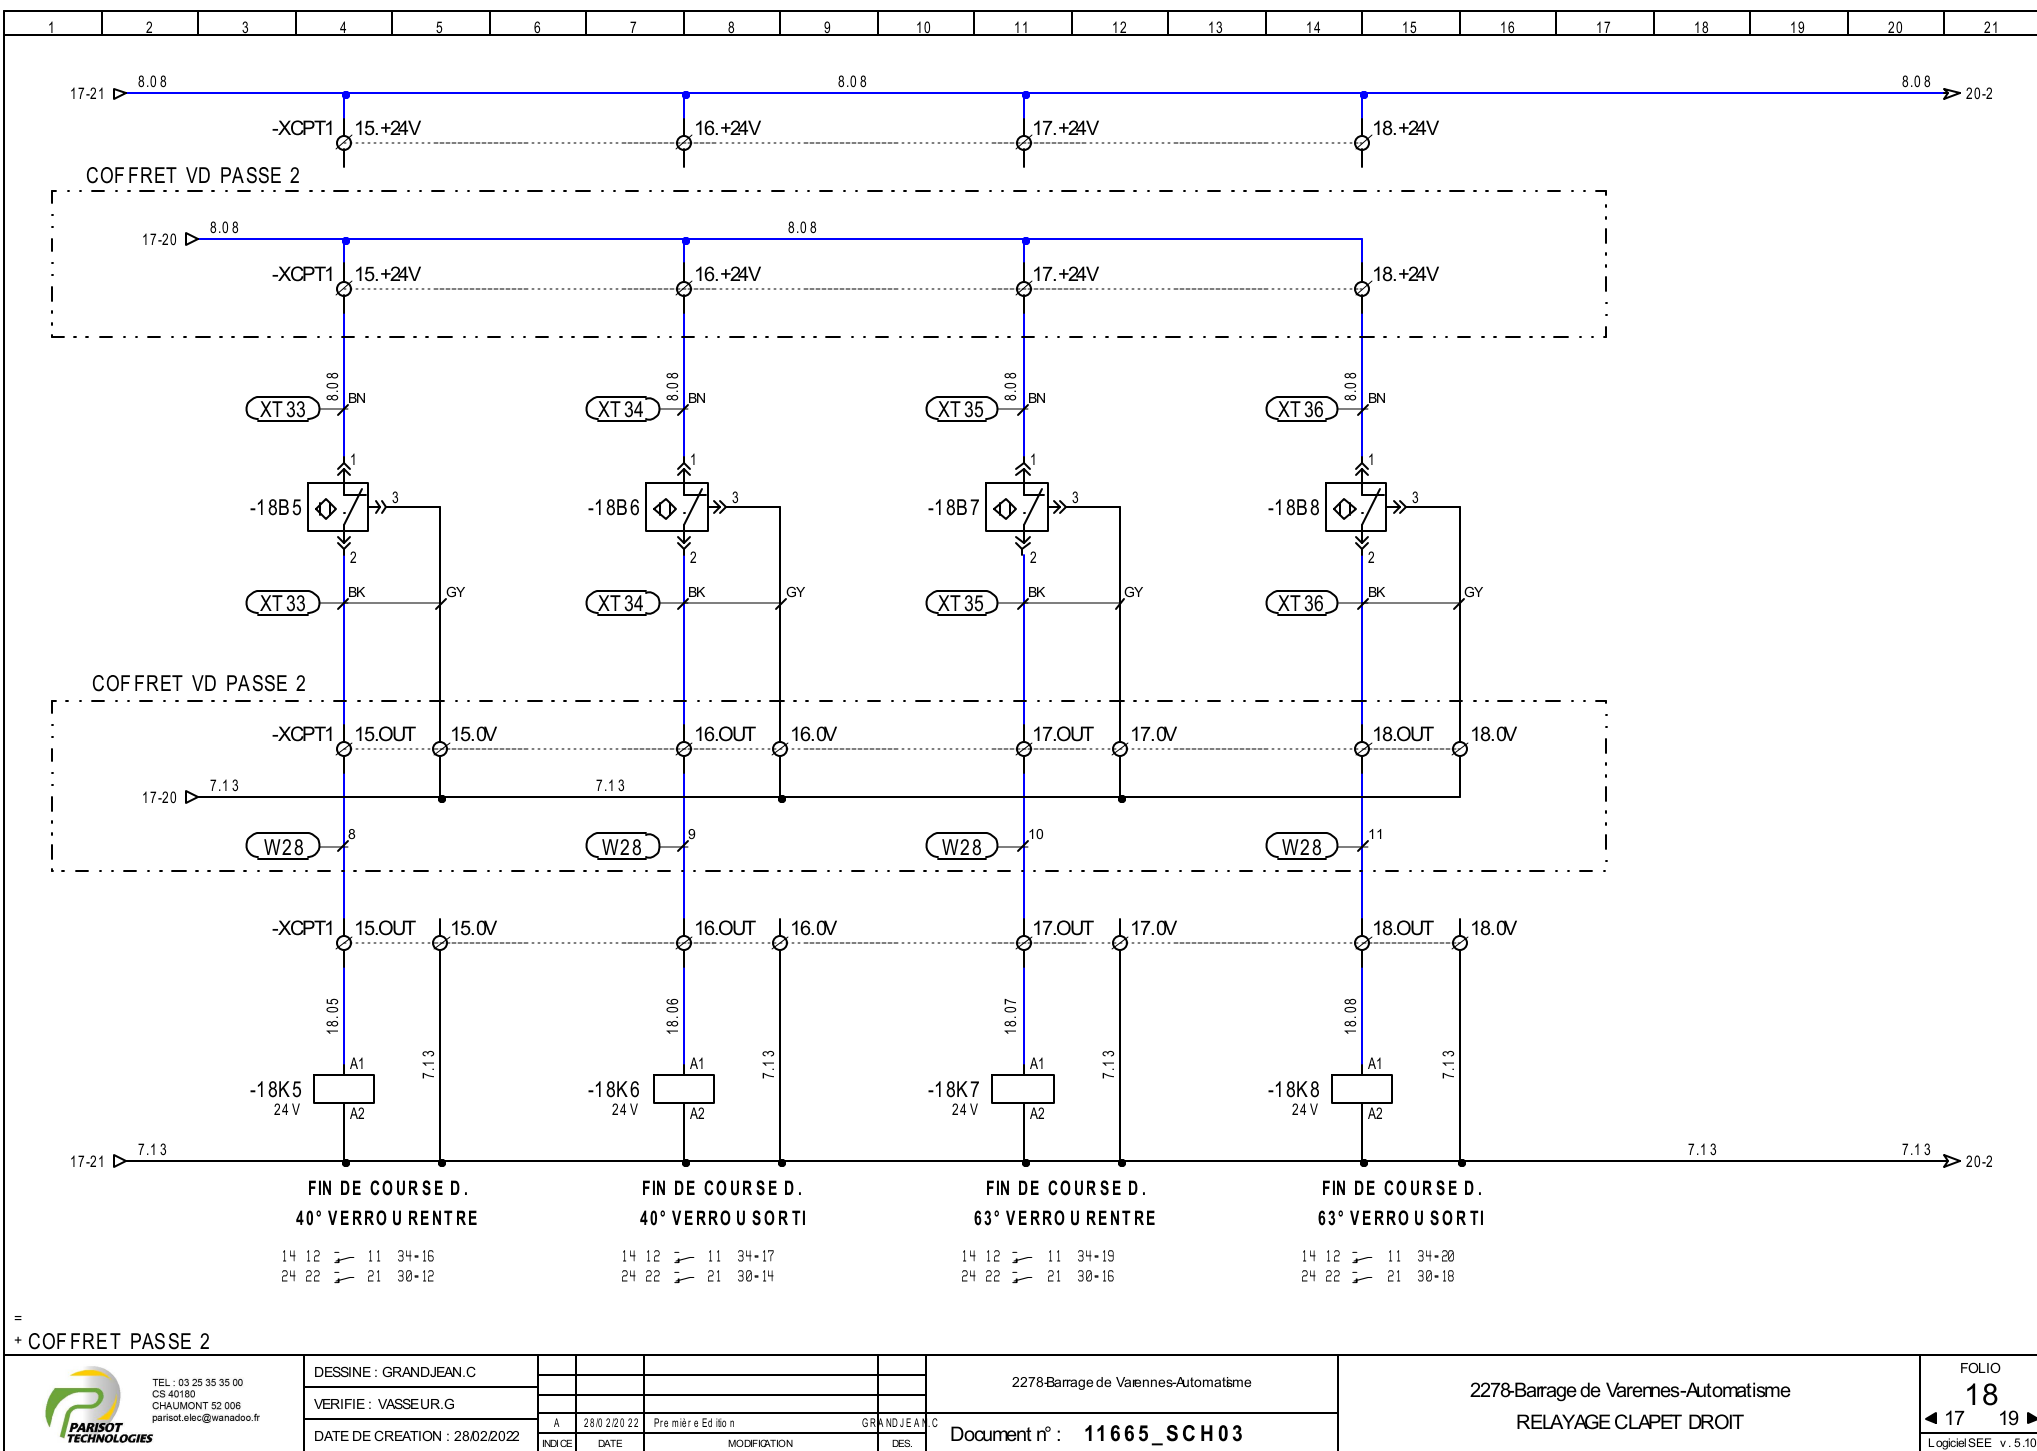 1 2 3 4 5 6 7 8 9 10 11 12 13 14 15 16 17 18 19 20 21
17-21 8.08 8.08 8.08 20-2
-XCPT1 15.+24V 16.+24V 17.+24V 18.+24V
COFFRET VD PASSE 2
17-20 8.08 8.08
-XCPT1 15.+24V 16.+24V 17.+24V 18.+24V
8.08 8.08 8.08 8.08
XT33 BN XT34 BN XT35 BN XT36 BN
1 1 1 1
-18B5 3 -18B6 3 -18B7 3 -18B8 3
2 2 2 2
XT33 BK GY XT34 BK GY XT35 BK GY XT36 BK GY
COFFRET VD PASSE 2
-XCPT1 15.OUT 15.0V 16.OUT 16.0V 17.OUT 17.0V 18.OUT 18.0V
17-20 7.13 7.13
W28 8 W28 9 W28 10 W28 11
-XCPT1 15.OUT 15.0V 16.OUT 16.0V 17.OUT 17.0V 18.OUT 18.0V
18.05 18.06 18.07 18.08
7.13 7.13 7.13 7.13
A1 A1 A1 A1
-18K5 -18K6 -18K7 -18K8
24V 24V 24V 24V
A2 A2 A2 A2
17-21 7.13 7.13 7.13 20-2
FIN DE COURSE D. FIN DE COURSE D. FIN DE COURSE D. FIN DE COURSE D.
40° VERROU RENTRE 40° VERROU SORTI 63° VERROU RENTRE 63° VERROU SORTI
14 12 11 34-16 14 12 11 34-17 14 12 11 34-19 14 12 11 34-20
24 22 21 30-12 24 22 21 30-14 24 22 21 30-16 24 22 21 30-18
=
+ COFFRET PASSE 2
PARISOT
TECHNOLOGIES
TEL : 03 25 35 35 00
CS 40180
CHAUMONT 52 006
parisot.elec@wanadoo.fr
DESSINE : GRANDJEAN.C
VERIFIE : VASSEUR.G
DATE DE CREATION : 28/02/2022
A 28/02/2022 Première Edition GRANDJEAN.C
INDICE DATE MODIFICATION DES.
2278-Barrage de Varennes-Automatisme
Document n° : 11665_SCH03
2278-Barrage de Varennes-Automatisme
RELAYAGE CLAPET DROIT
FOLIO
18
17 19
Logiciel SEE v. 5.10